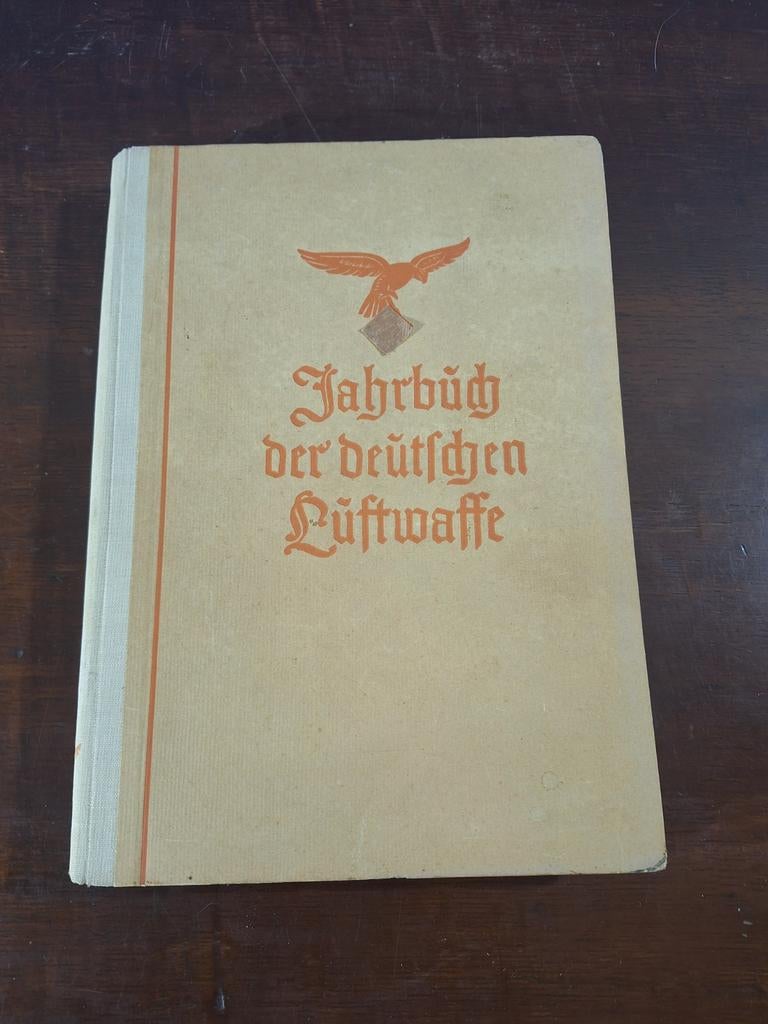 Jahrbuch
der deutſchen
Luftwaffe